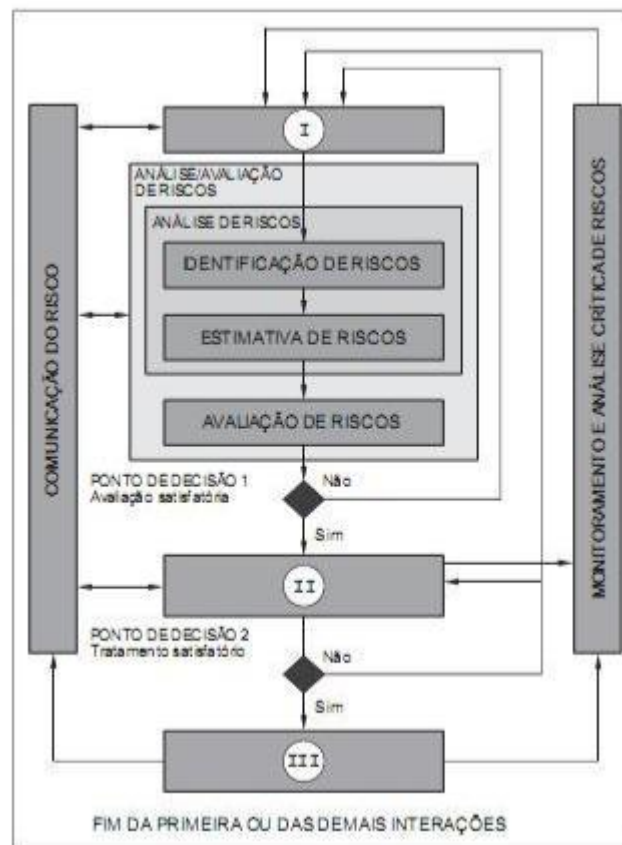 I
ANÁLISE/AVALIAÇÃO
DE RISCOS
ANÁLISE DE RISCOS
IDENTIFICAÇÃO DE RISCOS
ESTIMATIVA DE RISCOS
AVALIAÇÃO DE RISCOS
COMUNICAÇÃO DO RISCO
MONITORAMENTO E ANÁLISE CRÍTICA DE RISCOS
PONTO DE DECISÃO 1
Avaliação satisfatória
Não
Sim
II
PONTO DE DECISÃO 2
Tratamento satisfatório
Não
Sim
III
FIM DA PRIMEIRA OU DAS DEMAIS INTERAÇÕES